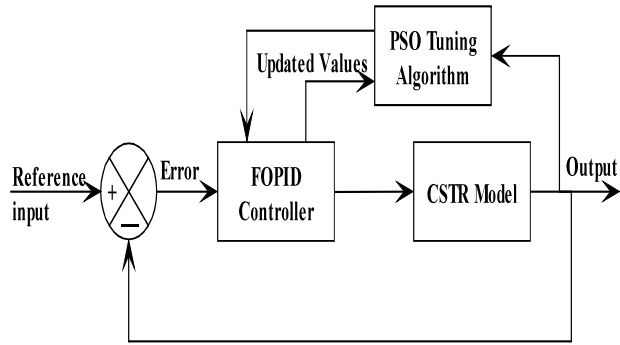 PSO Tuning
Algorithm
Updated Values
Reference
input
+
−
Error
FOPID
Controller
CSTR Model
Output